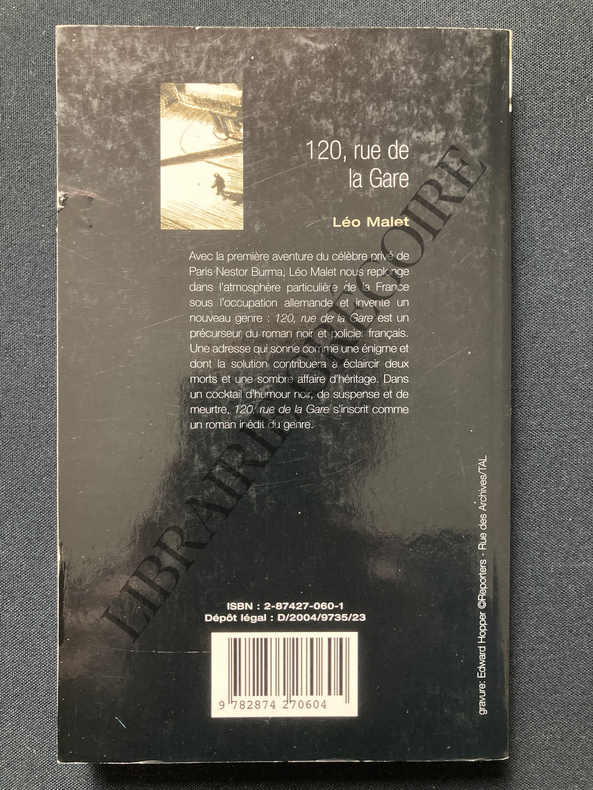 120, rue de
la Gare
Léo Malet
Avec la première aventure du célèbre privé de
Paris Nestor Burma, Léo Malet nous replonge
dans l'atmosphère particulière de la France
sous l'occupation allemande et invente un
nouveau genre : 120, rue de la Gare est un
précurseur du roman noir et policier français.
Une adresse qui sonne comme une énigme et
dont la solution contribuera à éclaircir deux
morts et une sombre affaire d'héritage. Dans
un cocktail d'humour noir, de suspense et de
meurtre, 120, rue de la Gare s'inscrit comme
un roman inédit du genre.
gravure: Edward Hopper ©Reporters - Rue des Archives/TAL
ISBN : 2-87427-060-1
Dépôt légal : D/2004/9735/23
9 782874 270604
LIBRAIRIEGREGOIRE